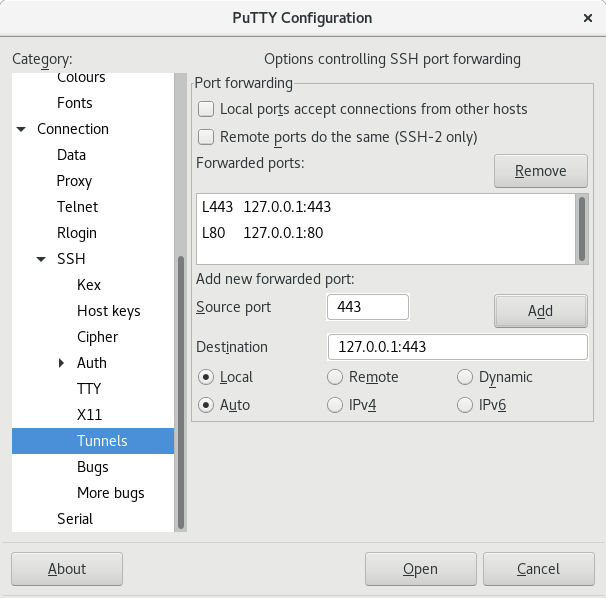 PuTTY Configuration
×
Category:
Colours
Fonts
Connection
Data
Proxy
Telnet
Rlogin
SSH
Kex
Host keys
Cipher
Auth
TTY
X11
Tunnels
Bugs
More bugs
Serial
Options controlling SSH port forwarding
Port forwarding
Local ports accept connections from other hosts
Remote ports do the same (SSH-2 only)
Forwarded ports:
Remove
L443 127.0.0.1:443
L80 127.0.0.1:80
Add new forwarded port:
Source port 443 Add
Destination 127.0.0.1:443
Local Remote Dynamic
Auto IPv4 IPv6
About Open Cancel